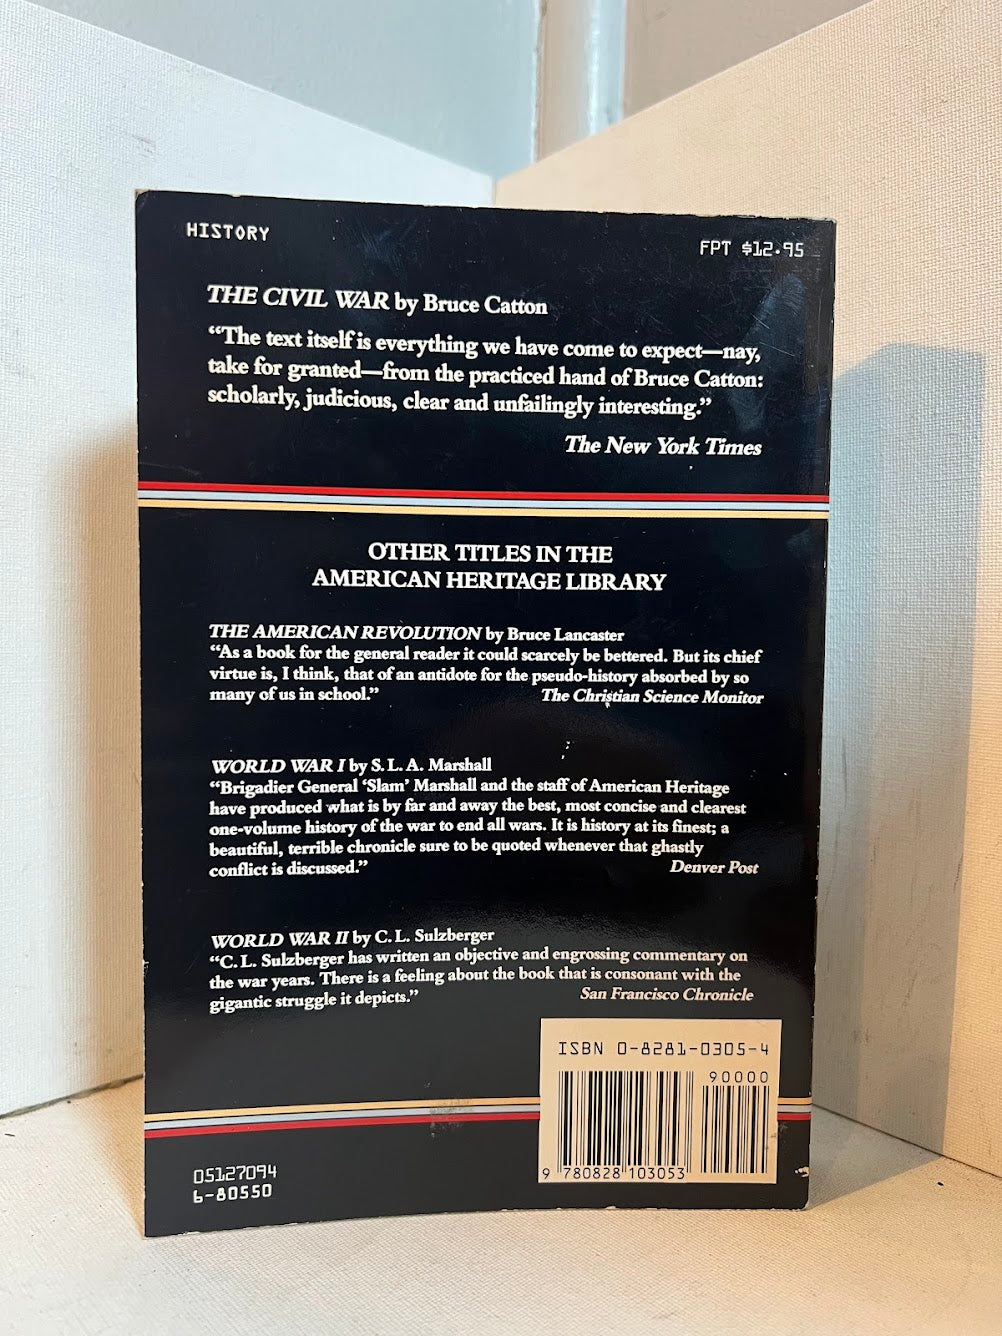 HISTORY
FPT $12.95
THE CIVIL WAR by Bruce Catton
“The text itself is everything we have come to expect—nay,
take for granted—from the practiced hand of Bruce Catton:
scholarly, judicious, clear and unfailingly interesting.”
The New York Times
OTHER TITLES IN THE
AMERICAN HERITAGE LIBRARY
THE AMERICAN REVOLUTION by Bruce Lancaster
“As a book for the general reader it could scarcely be bettered. But its chief
virtue is, I think, that of an antidote for the pseudo-history absorbed by so
many of us in school.” The Christian Science Monitor
WORLD WAR I by S. L. A. Marshall
“Brigadier General ‘Slam’ Marshall and the staff of American Heritage
have produced what is by far and away the best, most concise and clearest
one-volume history of the war to end all wars. It is history at its finest; a
beautiful, terrible chronicle sure to be quoted whenever that ghastly
conflict is discussed.” Denver Post
WORLD WAR II by C. L. Sulzberger
“C. L. Sulzberger has written an objective and engrossing commentary on
the war years. There is a feeling about the book that is consonant with the
gigantic struggle it depicts.” San Francisco Chronicle
ISBN 0-8281-0305-4
90000
9 780828 103053
05127094
6-80550